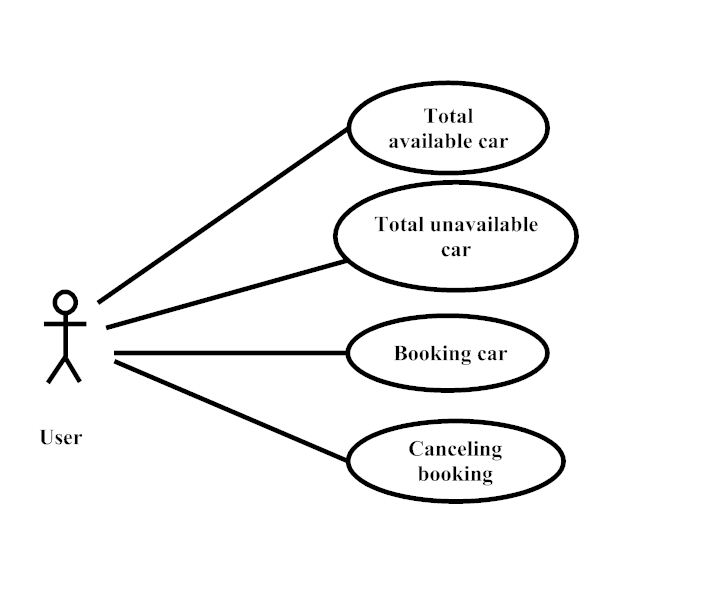 Total
available car
Total unavailable
car
Booking car
User
Canceling
booking